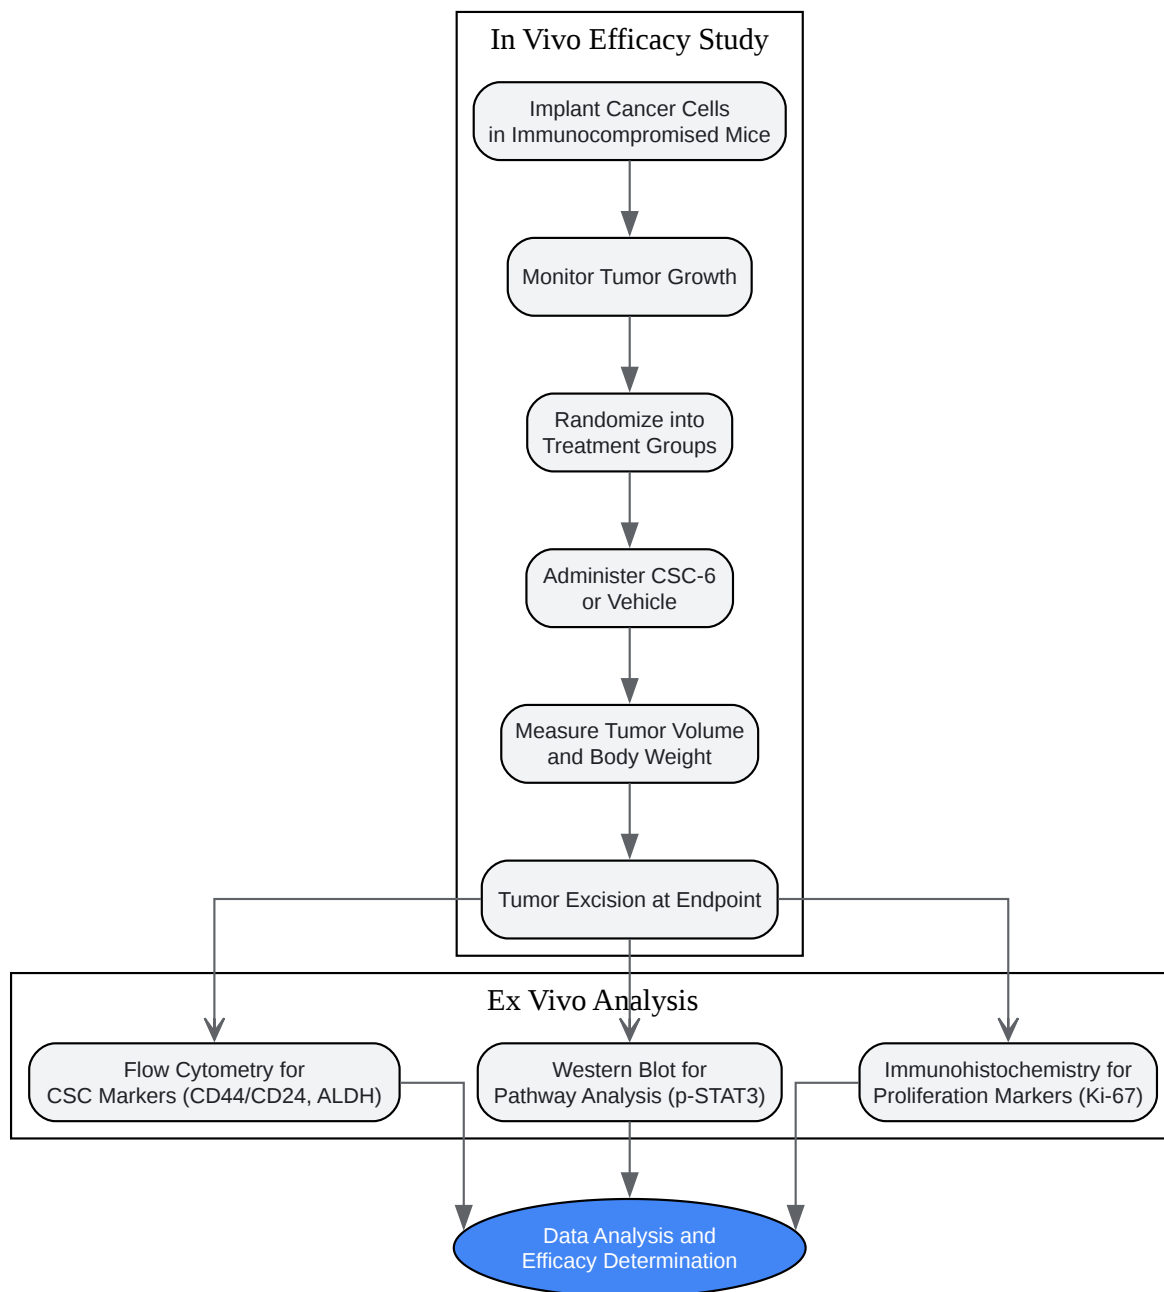 In Vivo Efficacy Study
Implant Cancer Cells
in Immunocompromised Mice
Monitor Tumor Growth
Randomize into
Treatment Groups
Administer CSC-6
or Vehicle
Measure Tumor Volume
and Body Weight
Tumor Excision at Endpoint
Ex Vivo Analysis
Flow Cytometry for
CSC Markers (CD44/CD24, ALDH)
Western Blot for
Pathway Analysis (p-STAT3)
Immunohistochemistry for
Proliferation Markers (Ki-67)
Data Analysis and
Efficacy Determination